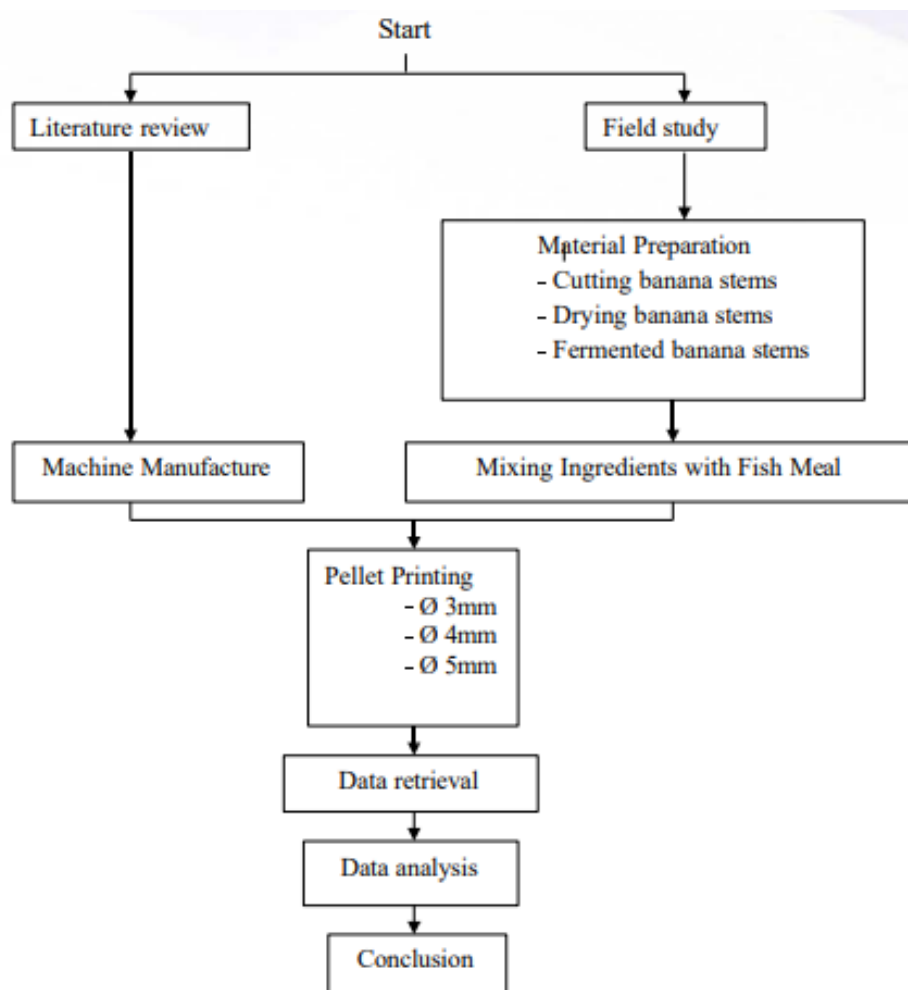 Start
Literature review
Field study
Material Preparation
- Cutting banana stems
- Drying banana stems
- Fermented banana stems
Machine Manufacture
Mixing Ingredients with Fish Meal
Pellet Printing
- Ø 3mm
- Ø 4mm
- Ø 5mm
Data retrieval
Data analysis
Conclusion